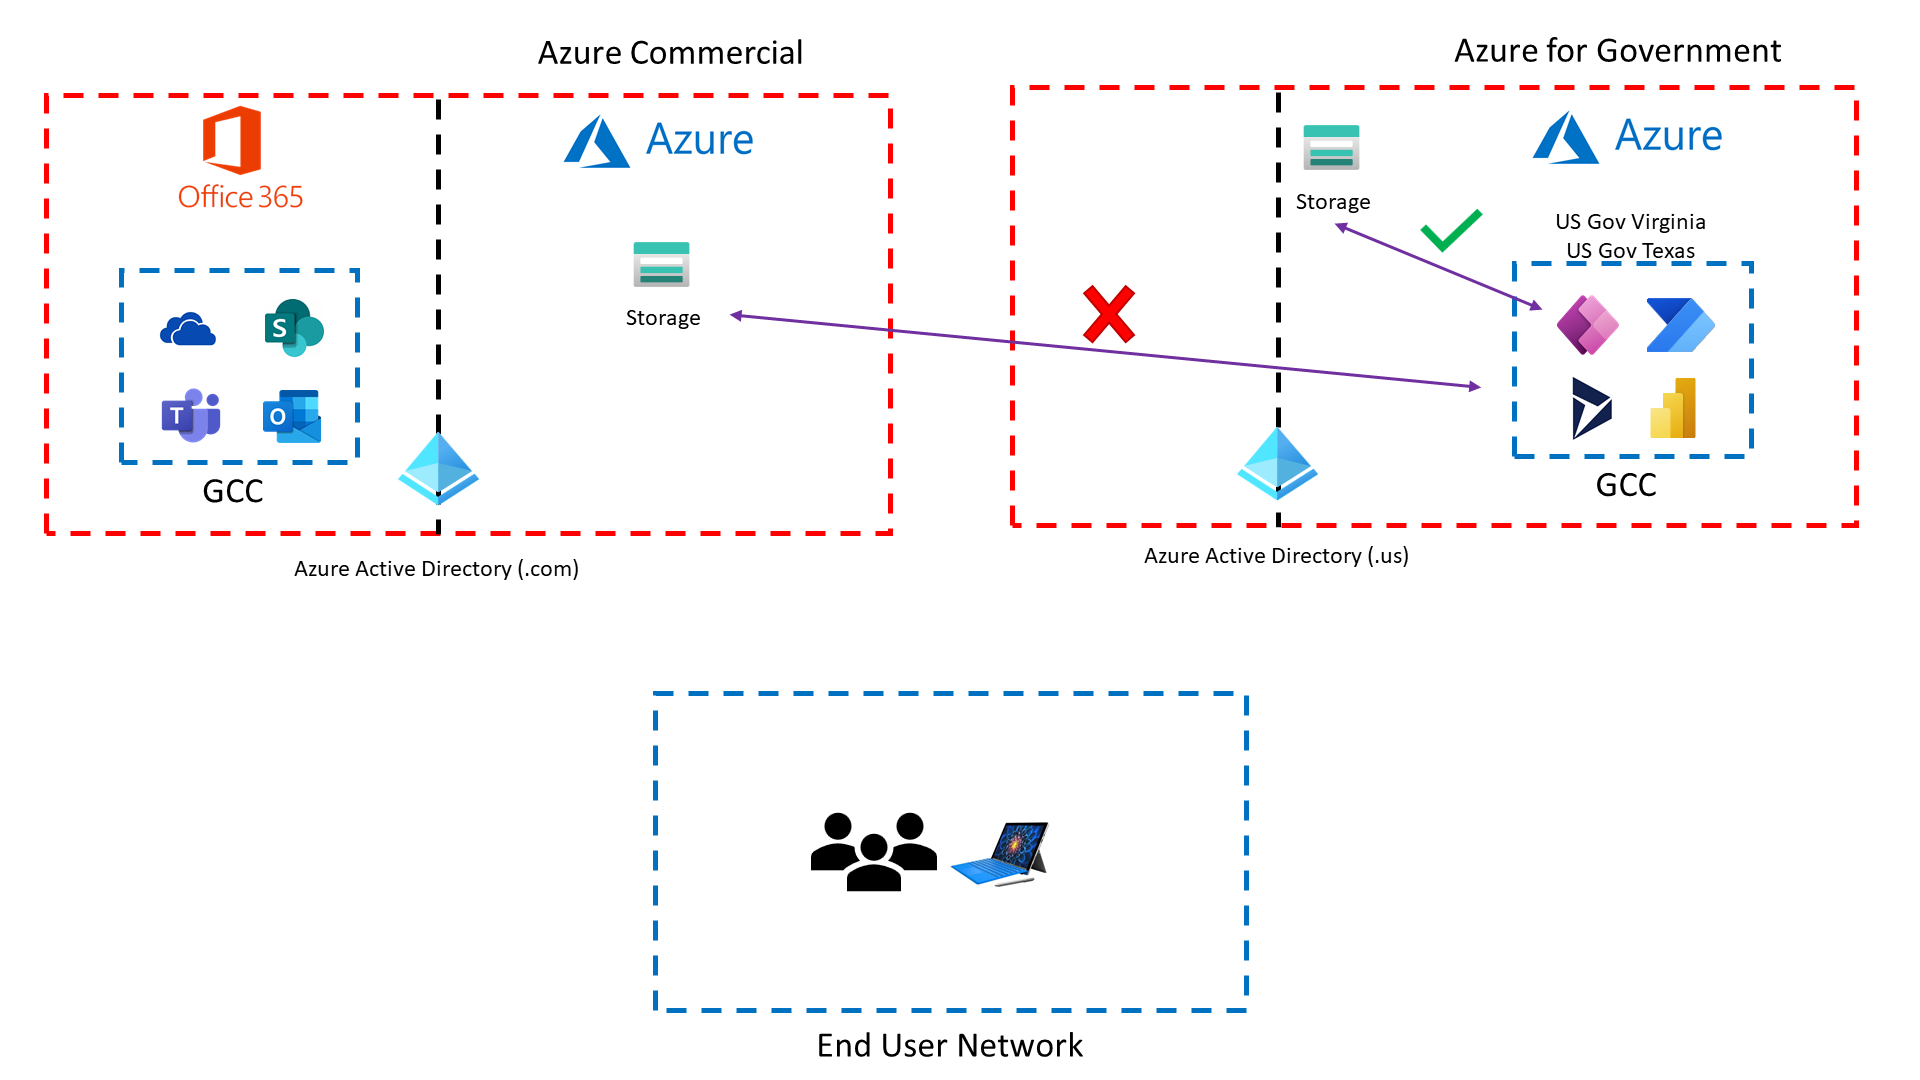 Azure Commercial
Azure for Government
Office 365
Azure
Storage
S
T
O
GCC
Azure Active Directory (.com)
Storage
Azure
US Gov Virginia
US Gov Texas
GCC
Azure Active Directory (.us)
End User Network